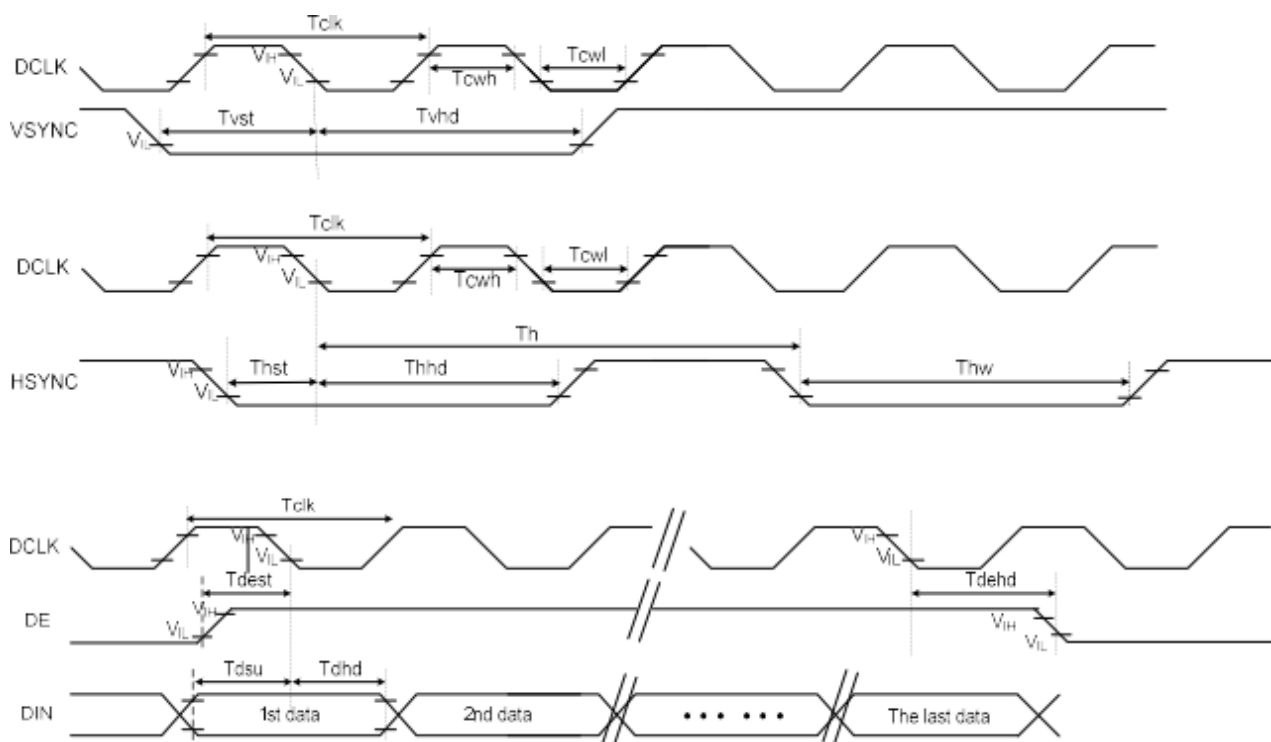 Tclk
DCLK VIH VIL Tcwh Tcwl
VSYNC VIL Tvst Tvhd
Tclk
DCLK VIH VIL Tcwh Tcwl
Th
HSYNC VIH VIL Thst Thhd Thw
Tclk
DCLK VIH VIL VIH VIL
Tdest Tdehd
DE VIH VIL VIH VIL
Tdsu Tdhd
DIN 1st data 2nd data •••  ••• The last data